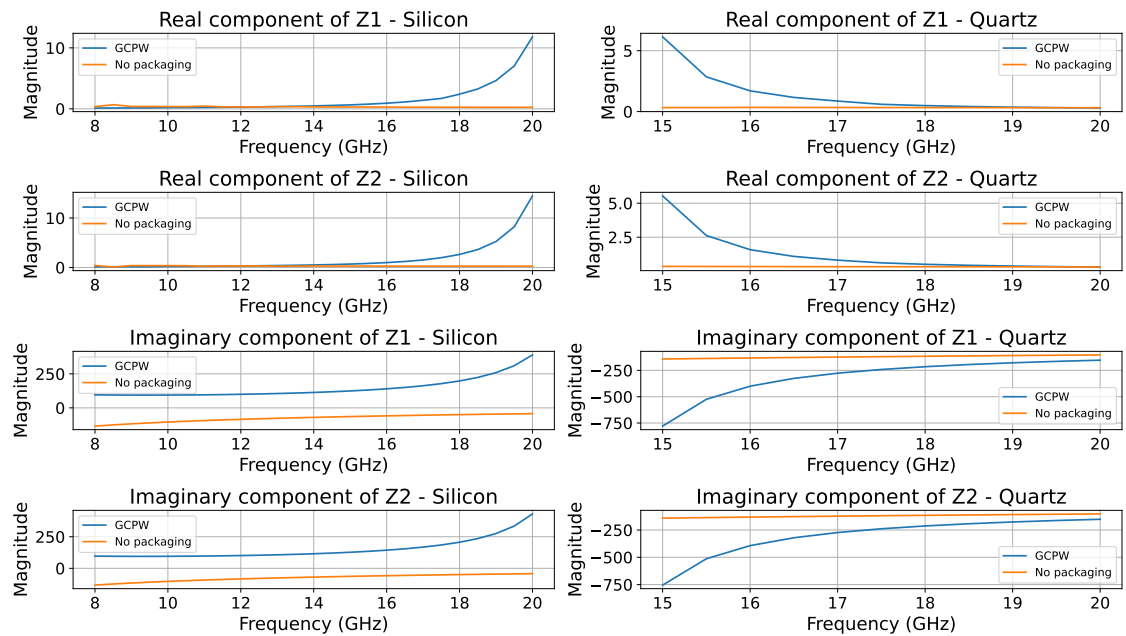 Real component of Z1 - Silicon
Magnitude
10
0
GCPW
No packaging
8 10 12 14 16 18 20
Frequency (GHz)
Real component of Z1 - Quartz
Magnitude
5
0
GCPW
No packaging
15 16 17 18 19 20
Frequency (GHz)
Real component of Z2 - Silicon
Magnitude
10
0
GCPW
No packaging
8 10 12 14 16 18 20
Frequency (GHz)
Real component of Z2 - Quartz
Magnitude
5.0
2.5
GCPW
No packaging
15 16 17 18 19 20
Frequency (GHz)
Imaginary component of Z1 - Silicon
Magnitude
250
0
GCPW
No packaging
8 10 12 14 16 18 20
Frequency (GHz)
Imaginary component of Z1 - Quartz
Magnitude
−250
−500
−750
GCPW
No packaging
15 16 17 18 19 20
Frequency (GHz)
Imaginary component of Z2 - Silicon
Magnitude
250
0
GCPW
No packaging
8 10 12 14 16 18 20
Frequency (GHz)
Imaginary component of Z2 - Quartz
Magnitude
−250
−500
−750
GCPW
No packaging
15 16 17 18 19 20
Frequency (GHz)